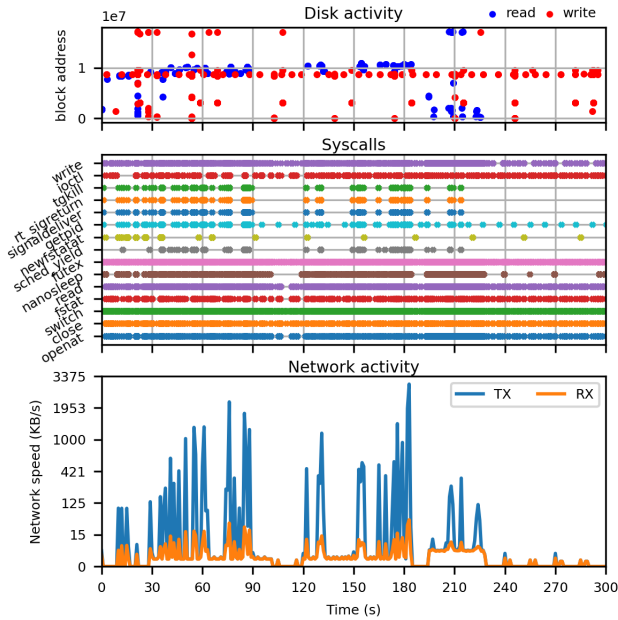 Disk activity
read write
1e7
block address
1
0
Syscalls
write
ioctl
tgkill
rt_sigreturn
signaldeliver
getpid
newfstatat
sched_yield
futex
nanosleep
read
fstat
switch
close
openat
Network activity
Network speed (KB/s)
3375
1953
1000
421
125
15
0
TX RX
0 30 60 90 120 150 180 210 240 270 300
Time (s)